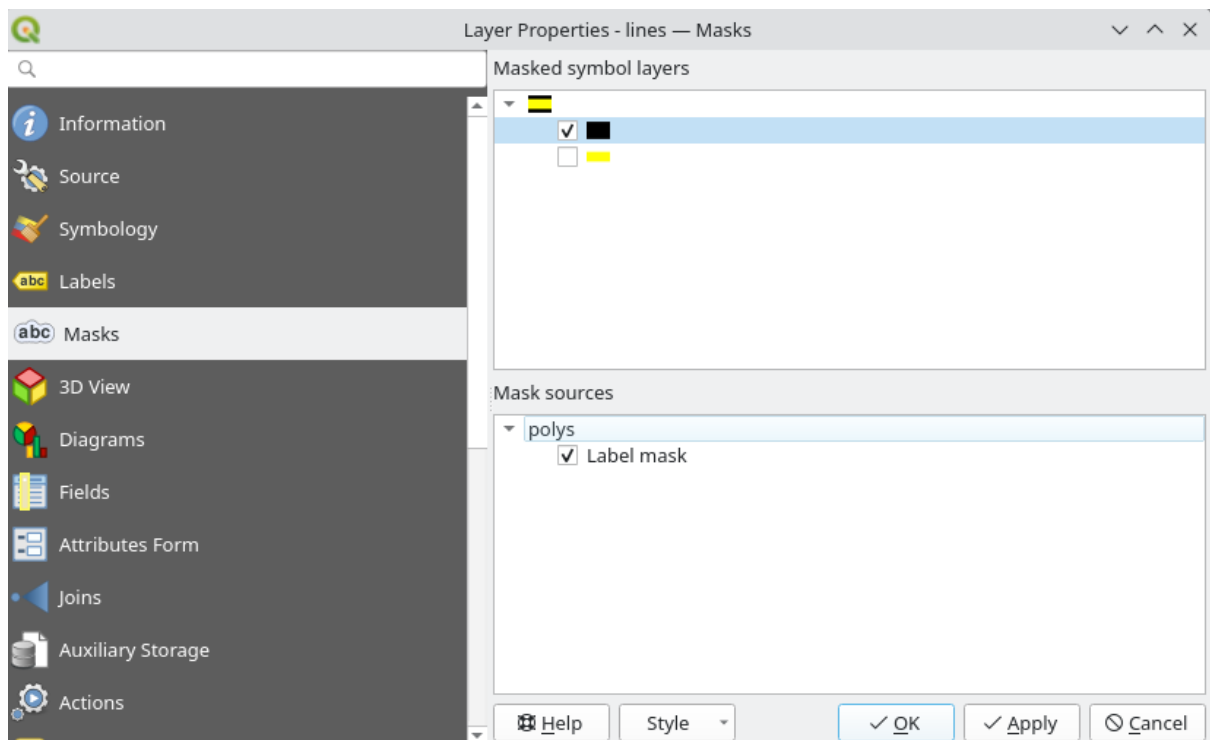 Layer Properties - lines — Masks
Masked symbol layers
Information
Source
Symbology
abc Labels
abc Masks
3D View
Diagrams
Fields
Attributes Form
Joins
Auxiliary Storage
Actions
Mask sources
polys
Label mask
Help
Style
OK
Apply
Cancel